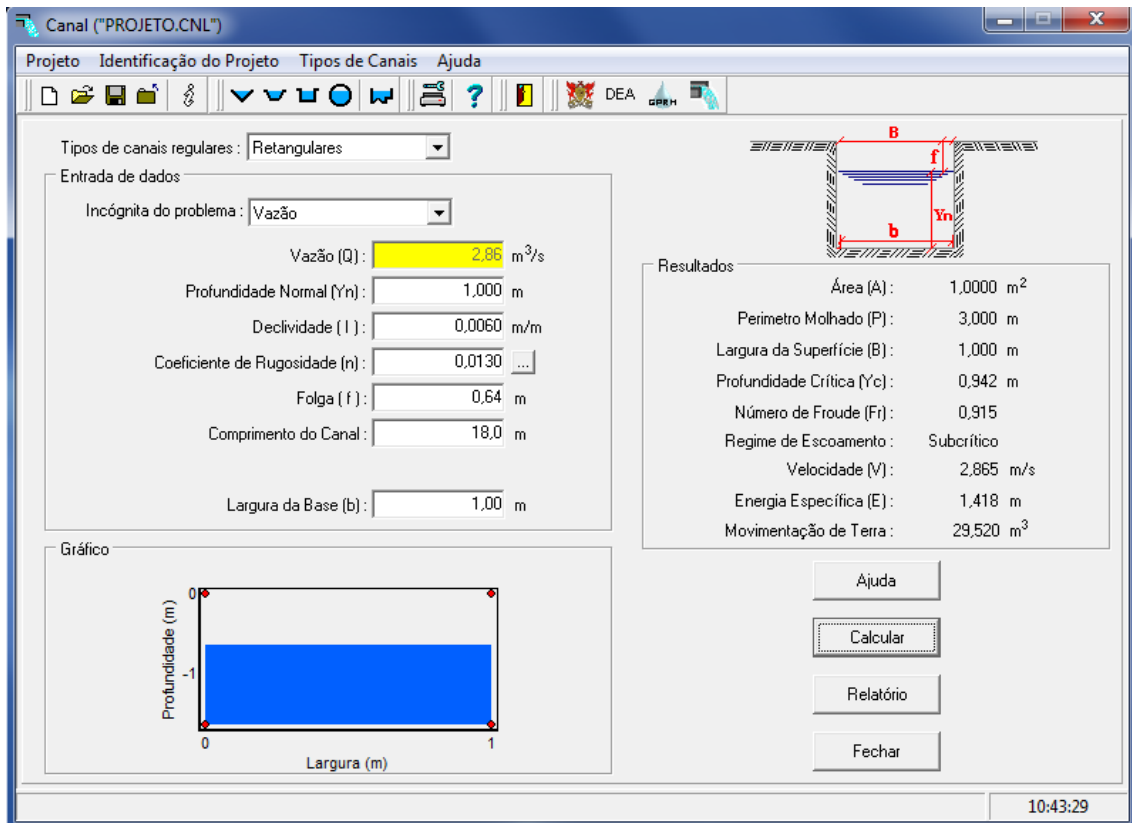 Canal ("PROJETO.CNL")
Projeto Identificação do Projeto Tipos de Canais Ajuda
DEA GPRH
Tipos de canais regulares : Retangulares
Entrada de dados
Incógnita do problema : Vazão
Vazão (Q) : 2,86 m³/s
Profundidade Normal (Yn) : 1,000 m
Declividade ( I ) : 0,0060 m/m
Coeficiente de Rugosidade (n) : 0,0130 ...
Folga ( f ) : 0,64 m
Comprimento do Canal : 18,0 m
Largura da Base (b) : 1,00 m
B
f
Yn
b
Resultados
Área (A) : 1,0000 m²
Perimetro Molhado (P) : 3,000 m
Largura da Superfície (B) : 1,000 m
Profundidade Crítica (Yc) : 0,942 m
Número de Froude (Fr) : 0,915
Regime de Escoamento : Subcrítico
Velocidade (V) : 2,865 m/s
Energia Específica (E) : 1,418 m
Movimentação de Terra : 29,520 m³
Gráfico
Profundidade (m)
0
-1
0 1
Largura (m)
Ajuda
Calcular
Relatório
Fechar
10:43:29